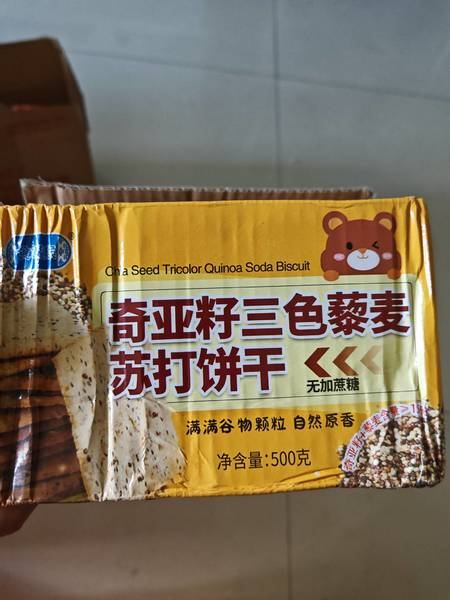 Chia Seed Tricolor Quinoa Soda Biscuit
奇亚籽三色藜麦
苏打饼干
无加蔗糖
满满谷物颗粒 自然原香
净含量:500克